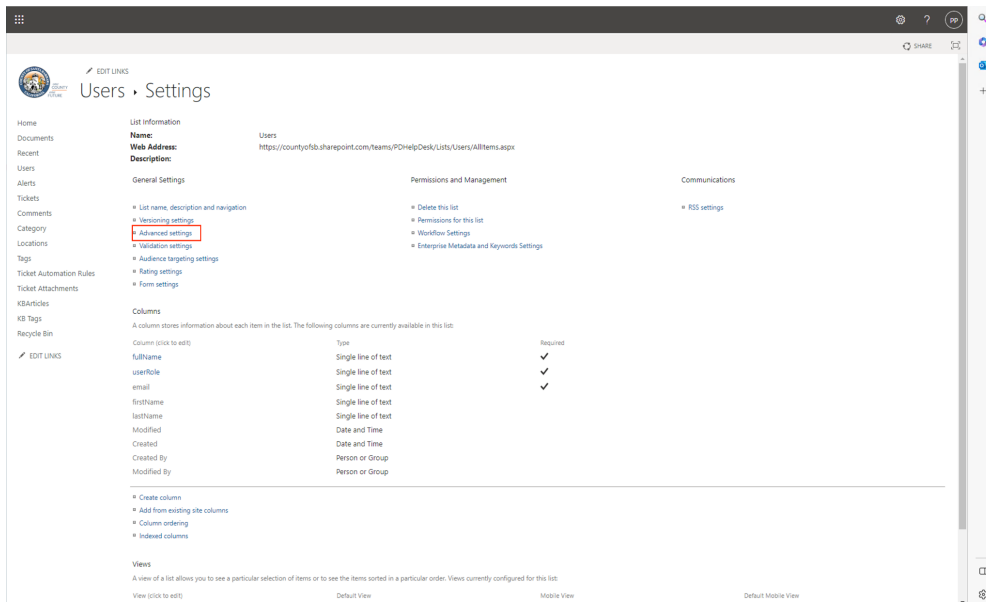 PP
SHARE
EDIT LINKS
Users › Settings
Home
Documents
Recent
Users
Alerts
Tickets
Comments
Category
Locations
Tags
Ticket Automation Rules
Ticket Attachments
KBArticles
KB Tags
Recycle Bin
EDIT LINKS
List Information
Name: Users
Web Address: https://countyofsb.sharepoint.com/teams/PDHelpDesk/Lists/Users/AllItems.aspx
Description:
General Settings Permissions and Management Communications
List name, description and navigation Delete this list RSS settings
Versioning settings Permissions for this list
Advanced settings Workflow Settings
Validation settings Enterprise Metadata and Keywords Settings
Audience targeting settings
Rating settings
Form settings
Columns
A column stores information about each item in the list. The following columns are currently available in this list:
Column (click to edit) Type Required
fullName Single line of text ✓
userRole Single line of text ✓
email Single line of text ✓
firstName Single line of text
lastName Single line of text
Modified Date and Time
Created Date and Time
Created By Person or Group
Modified By Person or Group
Create column
Add from existing site columns
Column ordering
Indexed columns
Views
A view of a list allows you to see a particular selection of items or to see the items sorted in a particular order. Views currently configured for this list:
View (click to edit) Default View Mobile View Default Mobile View